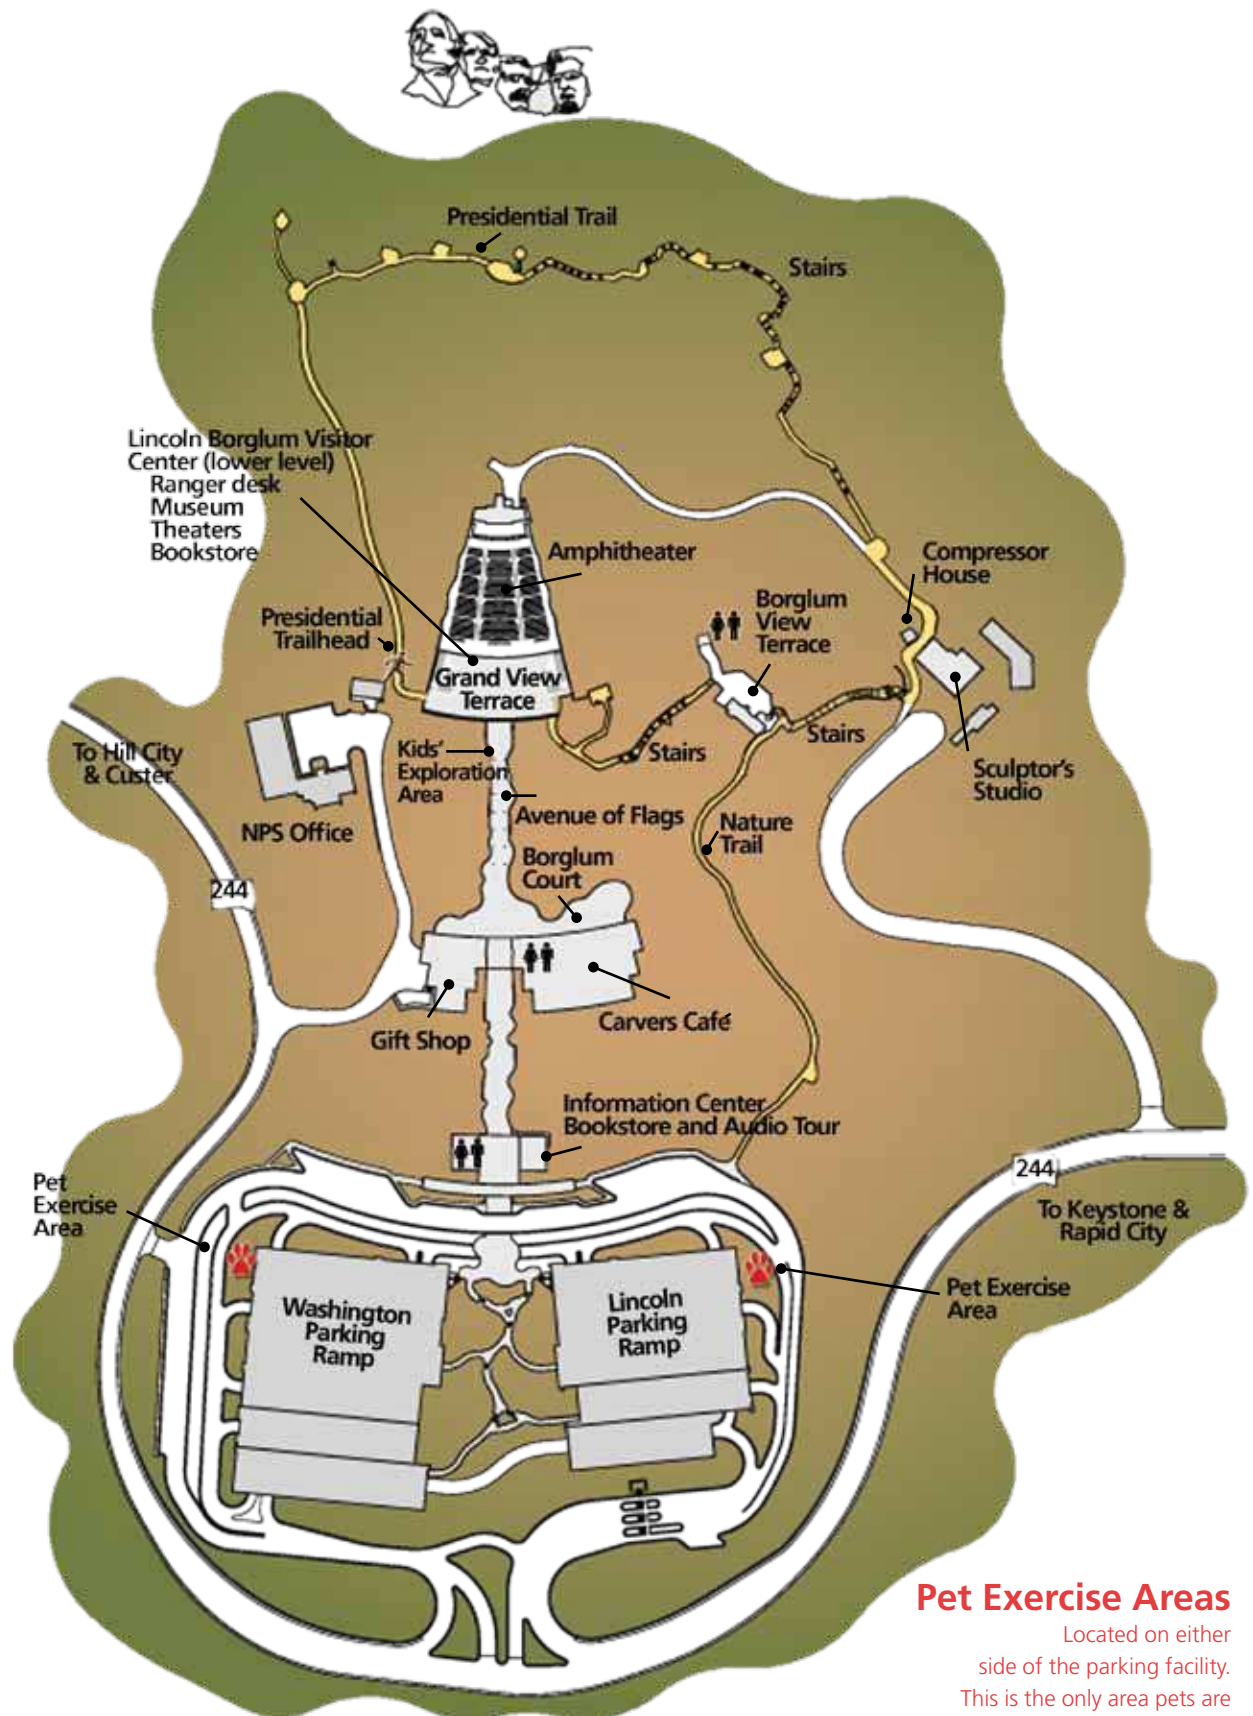 Presidential Trail
Stairs
Lincoln Borglum Visitor
Center (lower level)
Ranger desk
Museum
Theaters
Bookstore
Amphitheater
Compressor
House
Borglum
View
Terrace
Presidential
Trailhead
Grand View
Terrace
To Hill City
& Custer
Kids'
Exploration
Area
Stairs
Stairs
Sculptor's
Studio
NPS Office
Avenue of Flags
Nature
Trail
Borglum
Court
244
Carvers Café
Gift Shop
Information Center
Bookstore and Audio Tour
244
Pet
Exercise
Area
To Keystone &
Rapid City
Pet Exercise
Area
Washington
Parking
Ramp
Lincoln
Parking
Ramp
Pet Exercise Areas
Located on either
side of the parking facility.
This is the only area pets are